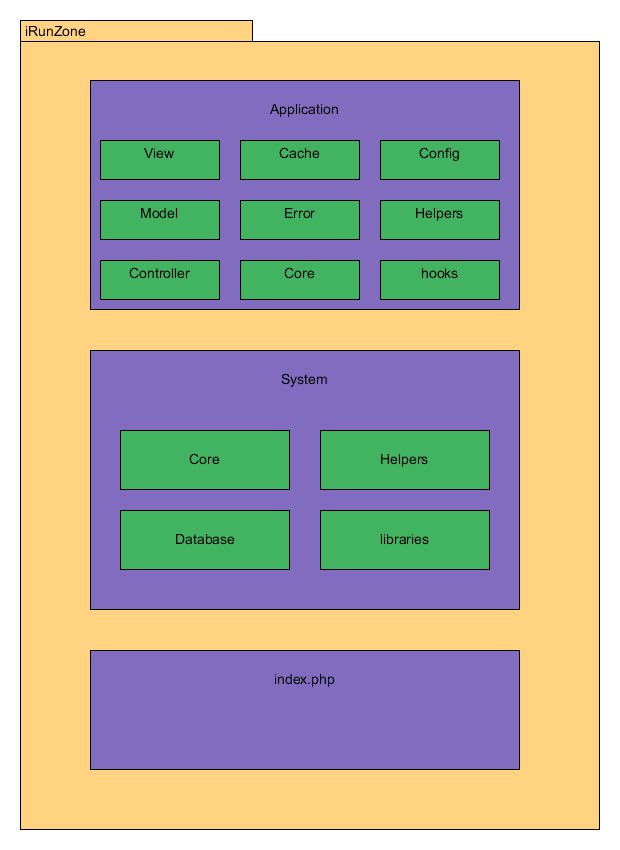 iRunZone
Application
View Cache Config
Model Error Helpers
Controller Core hooks
System
Core Helpers
Database libraries
index.php